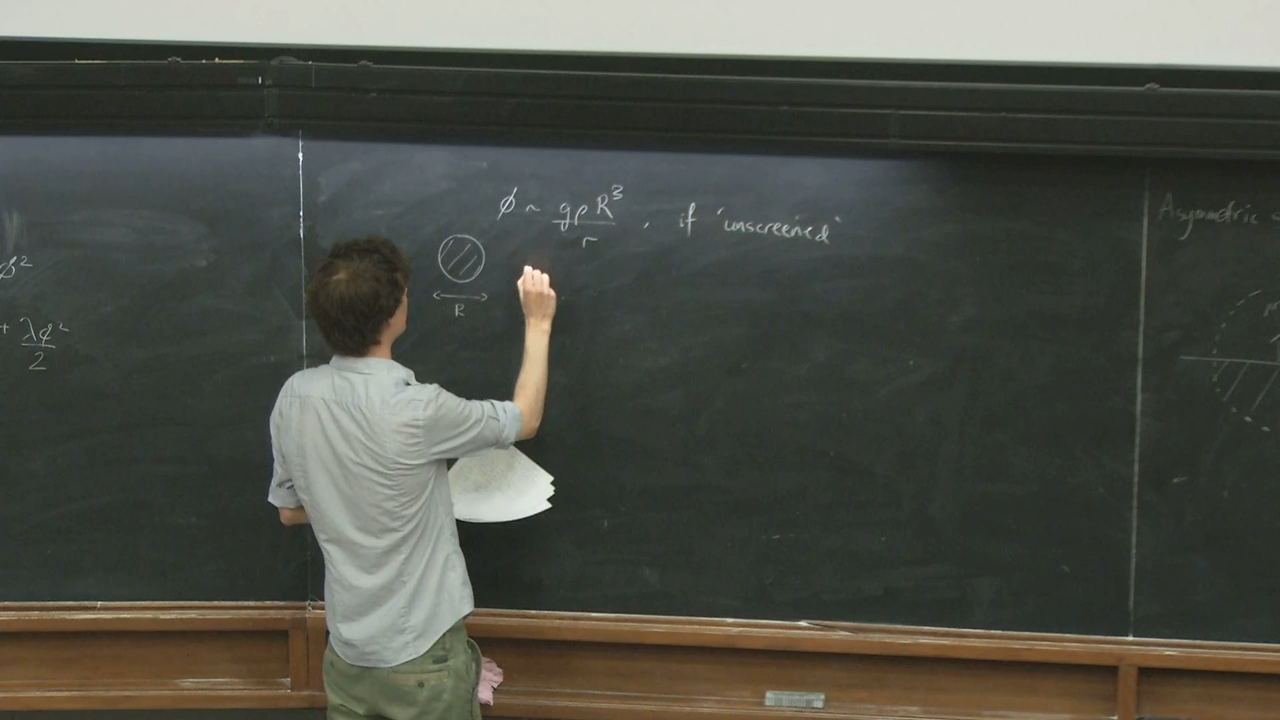 ϕ²
+ λϕ²/2
ϕ ~ gρR³/r , if "unscreened"
R
Asymmetric